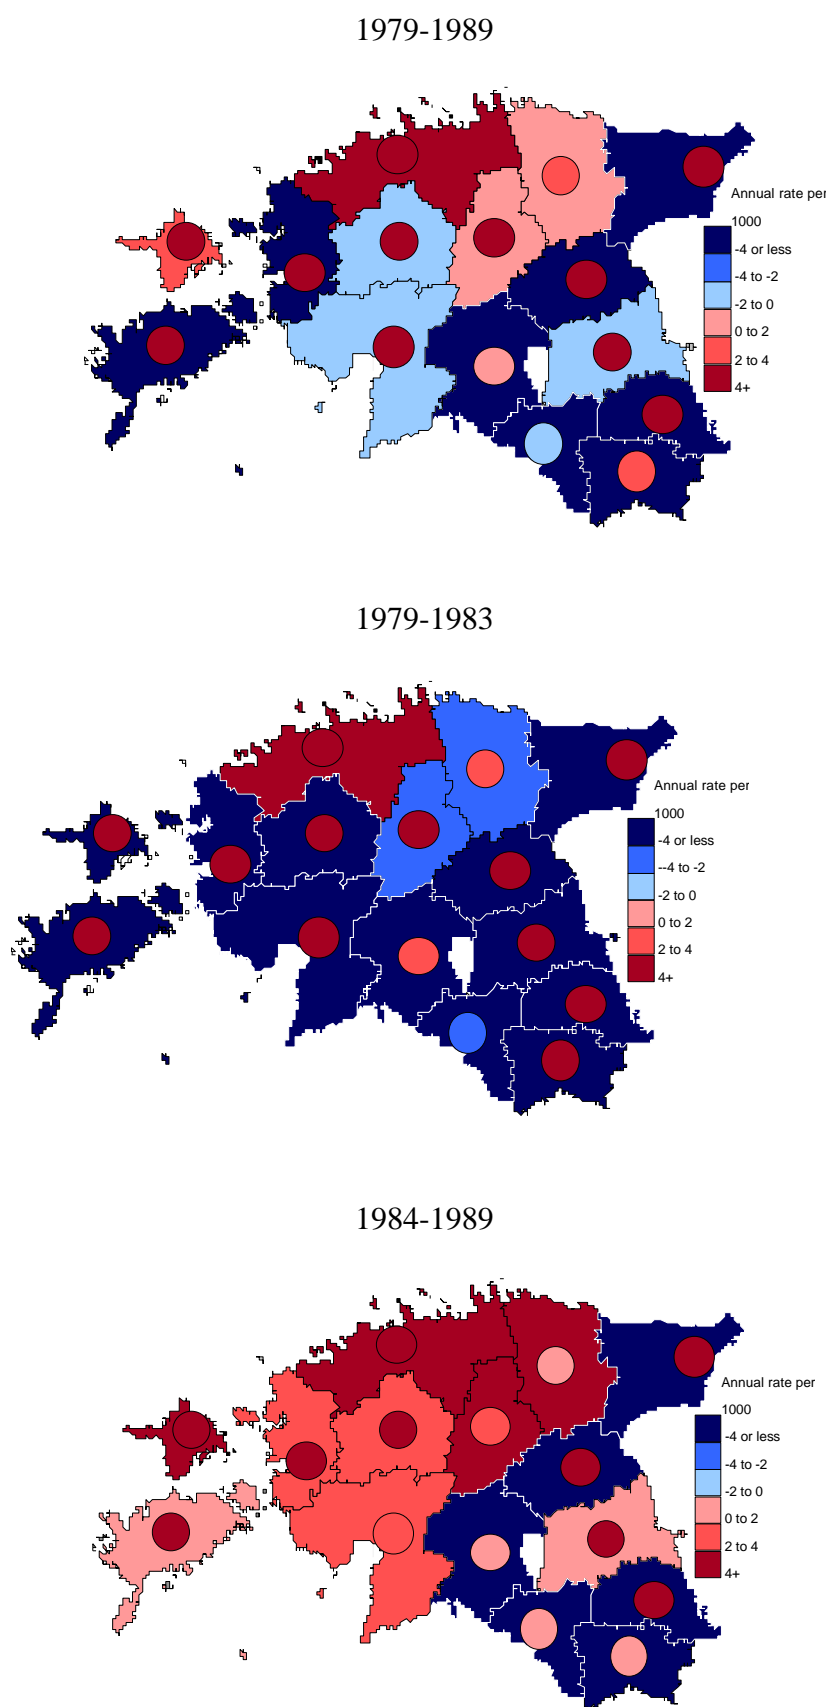 1979-1989
Annual rate per
1000
-4 or less
-4 to -2
-2 to 0
0 to 2
2 to 4
4+
1979-1983
Annual rate per
1000
-4 or less
--4 to -2
-2 to 0
0 to 2
2 to 4
4+
1984-1989
Annual rate per
1000
-4 or less
-4 to -2
-2 to 0
0 to 2
2 to 4
4+